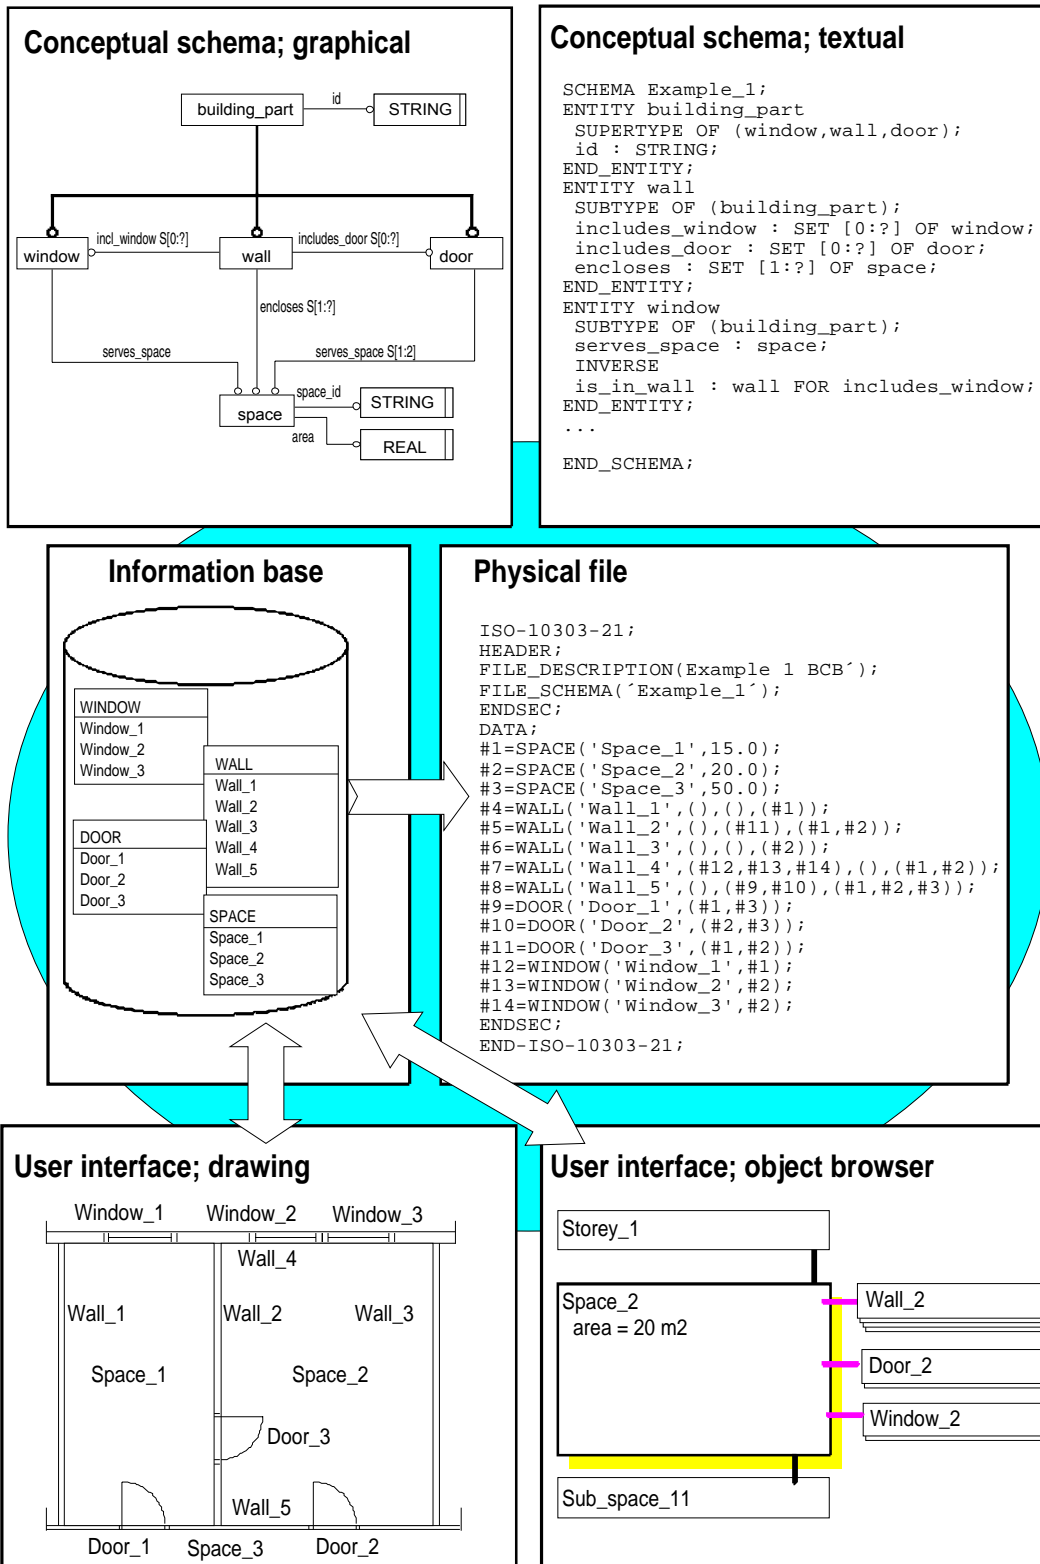 Conceptual schema; graphical
building_part
id
STRING
window
incl_window S[0:?]
wall
includes_door S[0:?]
door
encloses S[1:?]
serves_space
serves_space S[1:2]
space
space_id
STRING
area
REAL
Conceptual schema; textual
SCHEMA Example_1;
ENTITY building_part
SUPERTYPE OF (window,wall,door);
id : STRING;
END_ENTITY;
ENTITY wall
SUBTYPE OF (building_part);
includes_window : SET [0:?] OF window;
includes_door : SET [0:?] OF door;
encloses : SET [1:?] OF space;
END_ENTITY;
ENTITY window
SUBTYPE OF (building_part);
serves_space : space;
INVERSE
is_in_wall : wall FOR includes_window;
END_ENTITY;
...
END_SCHEMA;
Information base
WINDOW
Window_1
Window_2
Window_3
WALL
Wall_1
Wall_2
Wall_3
Wall_4
Wall_5
DOOR
Door_1
Door_2
Door_3
SPACE
Space_1
Space_2
Space_3
Physical file
ISO-10303-21;
HEADER;
FILE_DESCRIPTION(Example 1 BCB´);
FILE_SCHEMA(´Example_1´);
ENDSEC;
DATA;
#1=SPACE('Space_1',15.0);
#2=SPACE('Space_2',20.0);
#3=SPACE('Space_3',50.0);
#4=WALL('Wall_1',(),(),(#1));
#5=WALL('Wall_2',(),(#11),(#1,#2));
#6=WALL('Wall_3',(),(),(#2));
#7=WALL('Wall_4',(#12,#13,#14),(),(#1,#2));
#8=WALL('Wall_5',(),(#9,#10),(#1,#2,#3));
#9=DOOR('Door_1',(#1,#3));
#10=DOOR('Door_2',(#2,#3));
#11=DOOR('Door_3',(#1,#2));
#12=WINDOW('Window_1',#1);
#13=WINDOW('Window_2',#2);
#14=WINDOW('Window_3',#2);
ENDSEC;
END-ISO-10303-21;
User interface; drawing
Window_1 Window_2 Window_3
Wall_4
Wall_1 Wall_2 Wall_3
Space_1 Space_2
Door_3
Wall_5
Door_1 Space_3 Door_2
User interface; object browser
Storey_1
Space_2
area = 20 m2
Wall_2
Door_2
Window_2
Sub_space_11